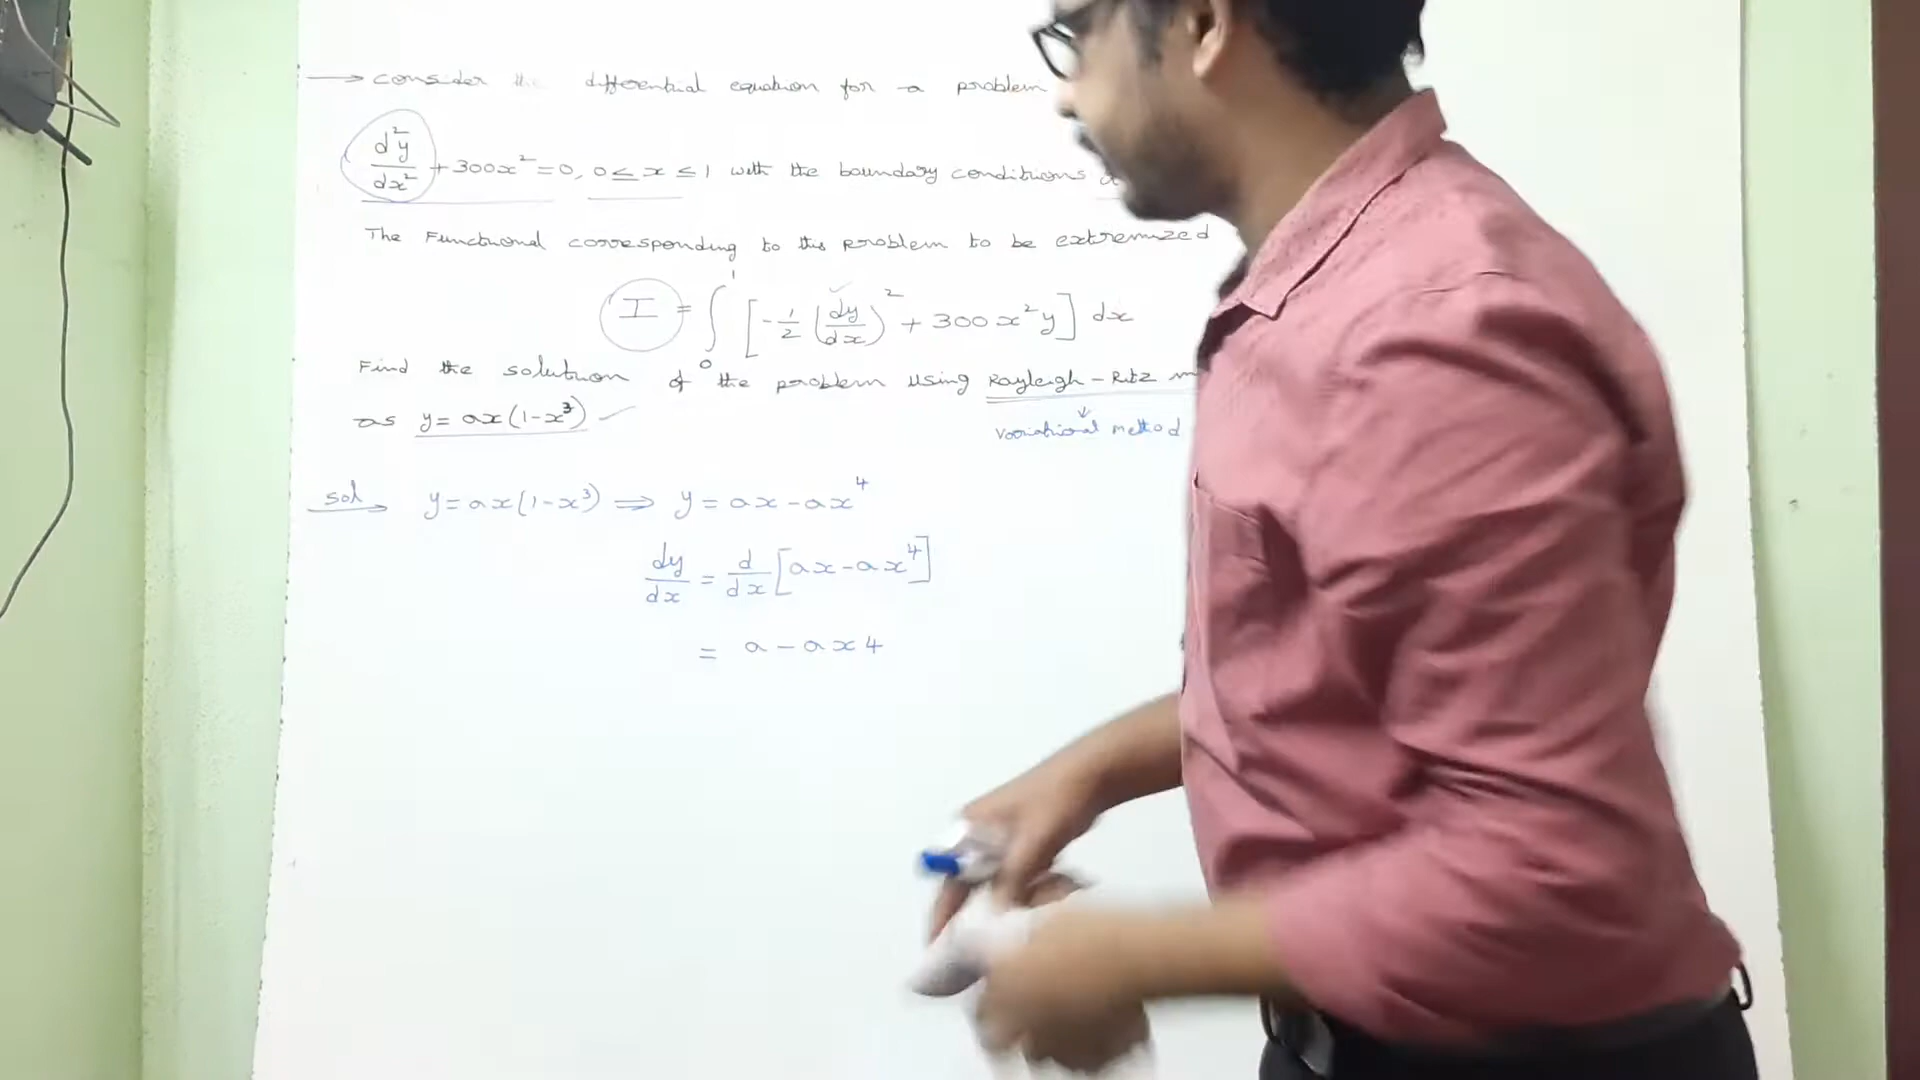 → consider the differential equation for a problem
d²y/dx² + 300x² = 0, 0 ≤ x ≤ 1 with the boundary conditions
The Functional corresponding to this problem to be extremized
I = ∫₀¹ [-1/2 (dy/dx)² + 300x²y] dx
Find the solution of the problem using Rayleigh-Ritz
as y = ax(1-x³) ✓
↓
Variational method
sol y = ax(1-x³) ⟹ y = ax - ax⁴
dy/dx = d/dx [ax - ax⁴]
= a - ax4